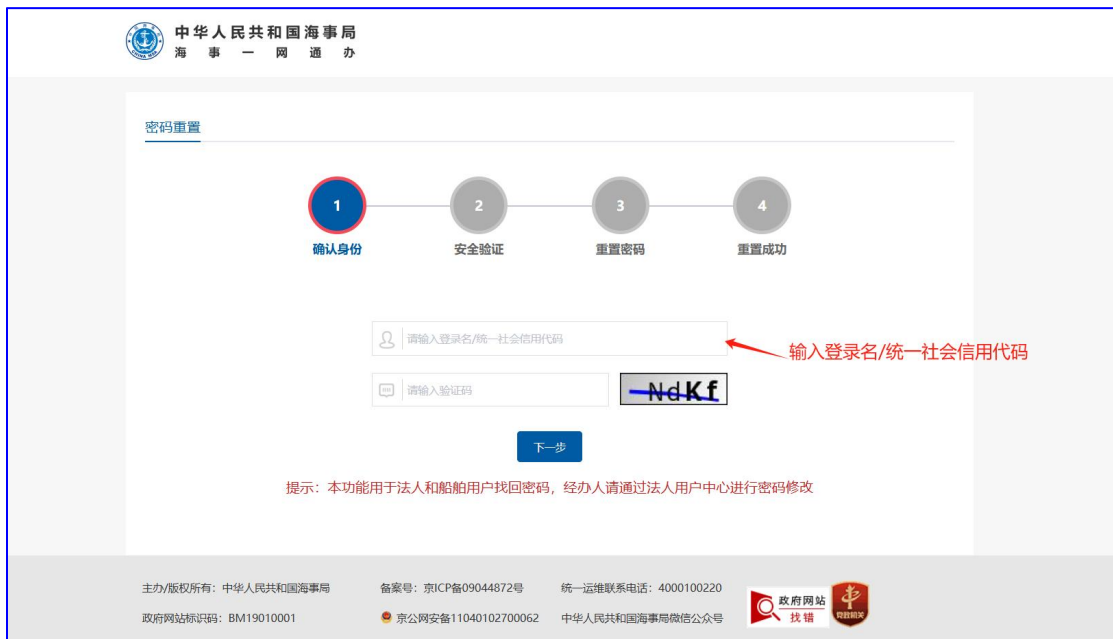 中华人民共和国海事局
海 事 一 网 通 办
密码重置
1 2 3 4
确认身份 安全验证 重置密码 重置成功
请输入登录名/统一社会信用代码
输入登录名/统一社会信用代码
请输入验证码 NdKf
下一步
提示：本功能用于法人和船舶用户找回密码，经办人请通过法人用户中心进行密码修改
主办/版权所有：中华人民共和国海事局 备案号：京ICP备09044872号 统一运维联系电话：4000100220
政府网站标识码：BM19010001 京公网安备11040102700062 中华人民共和国海事局微信公众号
政府网站
找错
党政机关
CHINA MSA